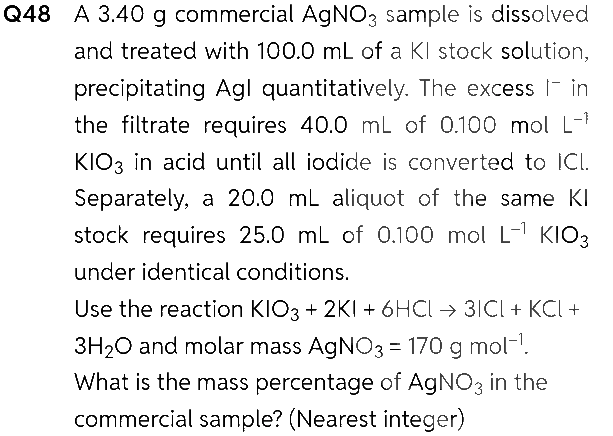 Q48 A 3.40 g commercial AgNO₃ sample is dissolved
and treated with 100.0 mL of a KI stock solution,
precipitating AgI quantitatively. The excess I⁻ in
the filtrate requires 40.0 mL of 0.100 mol L⁻¹
KIO₃ in acid until all iodide is converted to ICl.
Separately, a 20.0 mL aliquot of the same KI
stock requires 25.0 mL of 0.100 mol L⁻¹ KIO₃
under identical conditions.
Use the reaction KIO₃ + 2KI + 6HCl → 3ICl + KCl +
3H₂O and molar mass AgNO₃ = 170 g mol⁻¹.
What is the mass percentage of AgNO₃ in the
commercial sample? (Nearest integer)